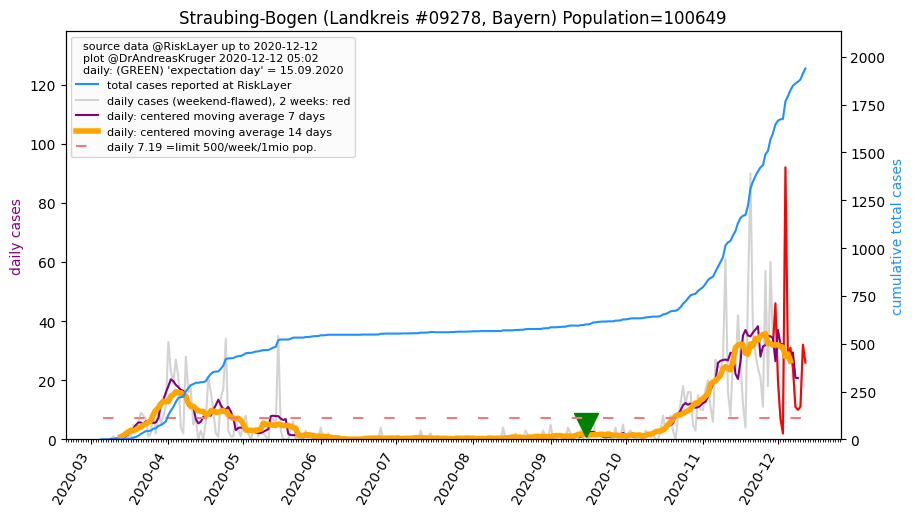 Straubing-Bogen (Landkreis #09278, Bayern) Population=100649
source data @RiskLayer up to 2020-12-12
plot @DrAndreasKruger 2020-12-12 05:02
daily: (GREEN) 'expectation day' = 15.09.2020
total cases reported at RiskLayer
daily cases (weekend-flawed), 2 weeks: red
daily: centered moving average 7 days
daily: centered moving average 14 days
daily 7.19 =limit 500/week/1mio pop.
daily cases
0
20
40
60
80
100
120
cumulative total cases
0
250
500
750
1000
1250
1500
1750
2000
2020-03
2020-04
2020-05
2020-06
2020-07
2020-08
2020-09
2020-10
2020-11
2020-12